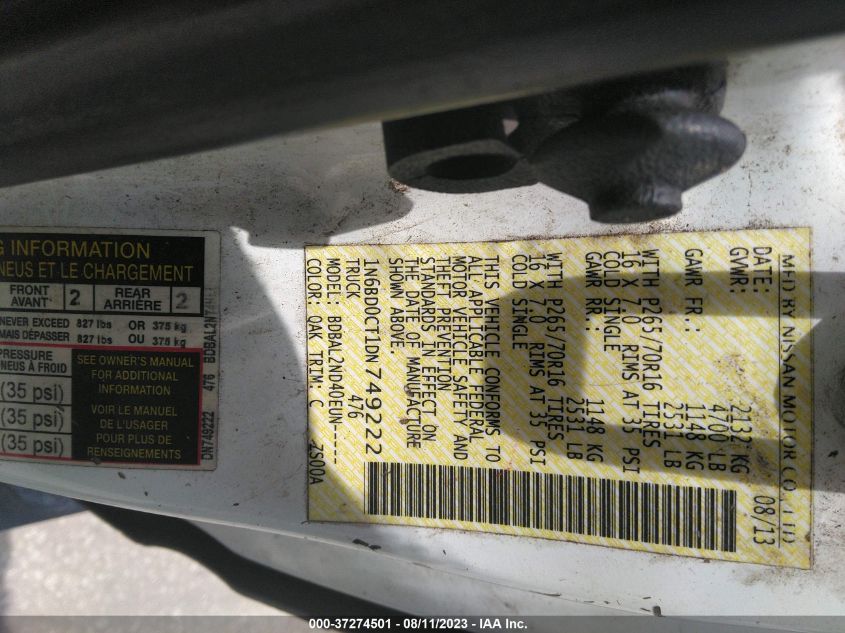 G INFORMATION
NEUS ET LE CHARGEMENT
FRONT AVANT 2 REAR ARRIÈRE 2
NEVER EXCEED 827 lbs OR 375 kg
MAIS DÉPASSER 827 lbs OU 375 kg
PRESSURE
NEUS À FROID
(35 psi)
(35 psi)
(35 psi)
SEE OWNER'S MANUAL
FOR ADDITIONAL
INFORMATION
VOIR LE MANUEL
DE L'USAGER
POUR PLUS DE
RENSEIGNEMENTS
DN749222 476 BDBAL2N
MFD BY NISSAN MOTOR CO., LTD
DATE: 08/13
GVWR: 2132 KG
4700 LB
GAWR FR.: 1148 KG
2531 LB
WITH P265/70R16 TIRES
16 X 7.0 RIMS AT 35 PSI
COLD SINGLE
GAWR RR.: 1148 KG
2531 LB
WITH P265/70R16 TIRES
16 X 7.0 RIMS AT 35 PSI
COLD SINGLE
THIS VEHICLE CONFORMS TO
ALL APPLICABLE FEDERAL
MOTOR VEHICLE SAFETY AND
THEFT PREVENTION
STANDARDS IN EFFECT ON
THE DATE OF MANUFACTURE
SHOWN ABOVE.
1N6BD0CT1DN749222
TRUCK 476
MODEL: BDBAL2ND40EUN-----
COLOR: QAK TRIM, C ZS00A
000-37274501 - 08/11/2023 - IAA Inc.